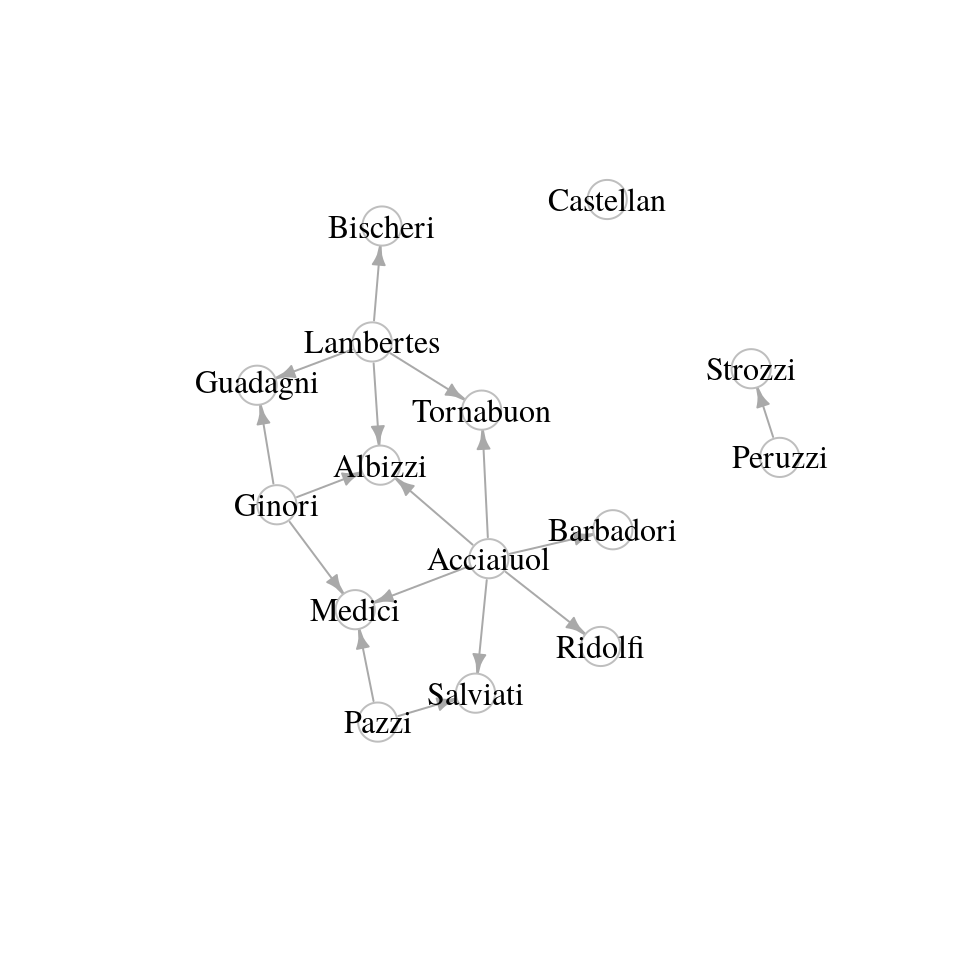 Castellan
Bischeri
Lambertes
Strozzi
Guadagni
Tornabuon
Peruzzi
Albizzi
Ginori
Barbadori
Acciaiuol
Medici
Ridolfi
Salviati
Pazzi